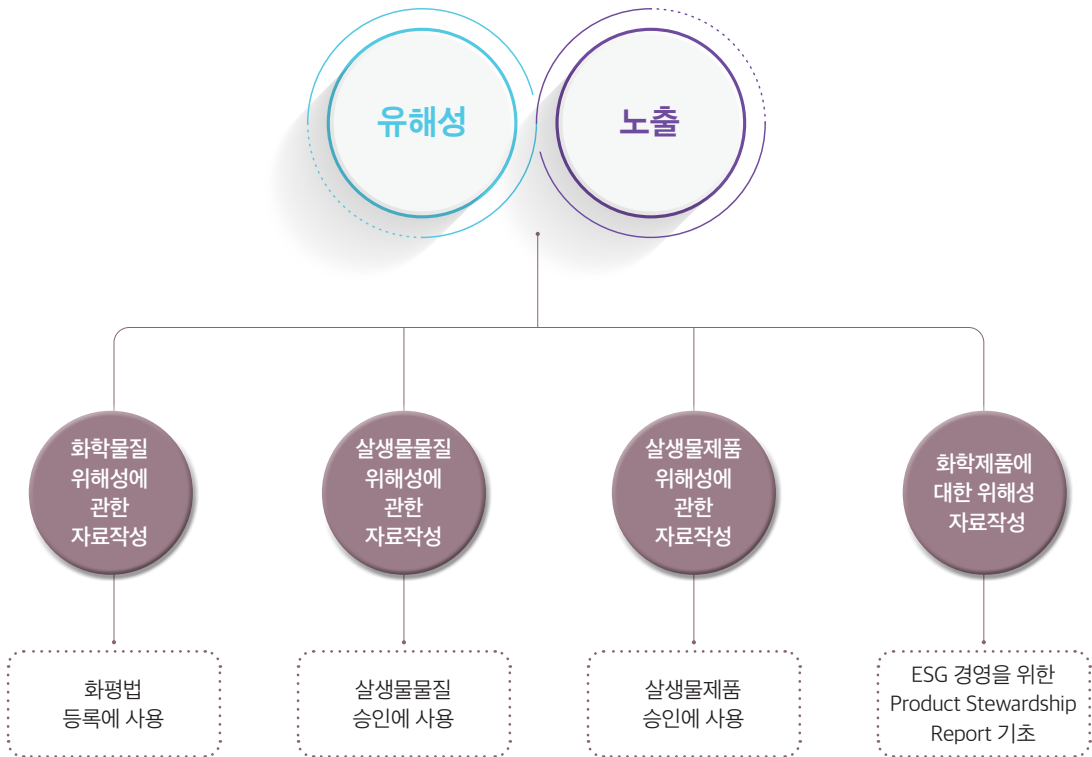 유해성
노출
화학물질
위해성에
관한
자료작성
살생물물질
위해성에
관한
자료작성
살생물제품
위해성에
관한
자료작성
화학제품에
대한 위해성
자료작성
화평법
등록에 사용
살생물물질
승인에 사용
살생물제품
승인에 사용
ESG 경영을 위한
Product Stewardship
Report 기초